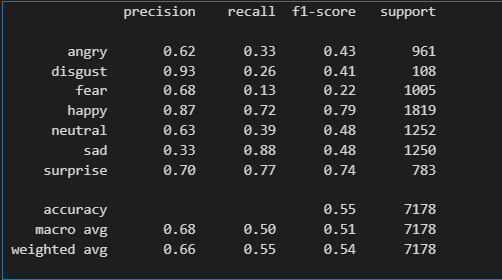 precision recall f1-score support
angry 0.62 0.33 0.43 961
disgust 0.93 0.26 0.41 108
fear 0.68 0.13 0.22 1005
happy 0.87 0.72 0.79 1819
neutral 0.63 0.39 0.48 1252
sad 0.33 0.88 0.48 1250
surprise 0.70 0.77 0.74 783
accuracy 0.55 7178
macro avg 0.68 0.50 0.51 7178
weighted avg 0.66 0.55 0.54 7178